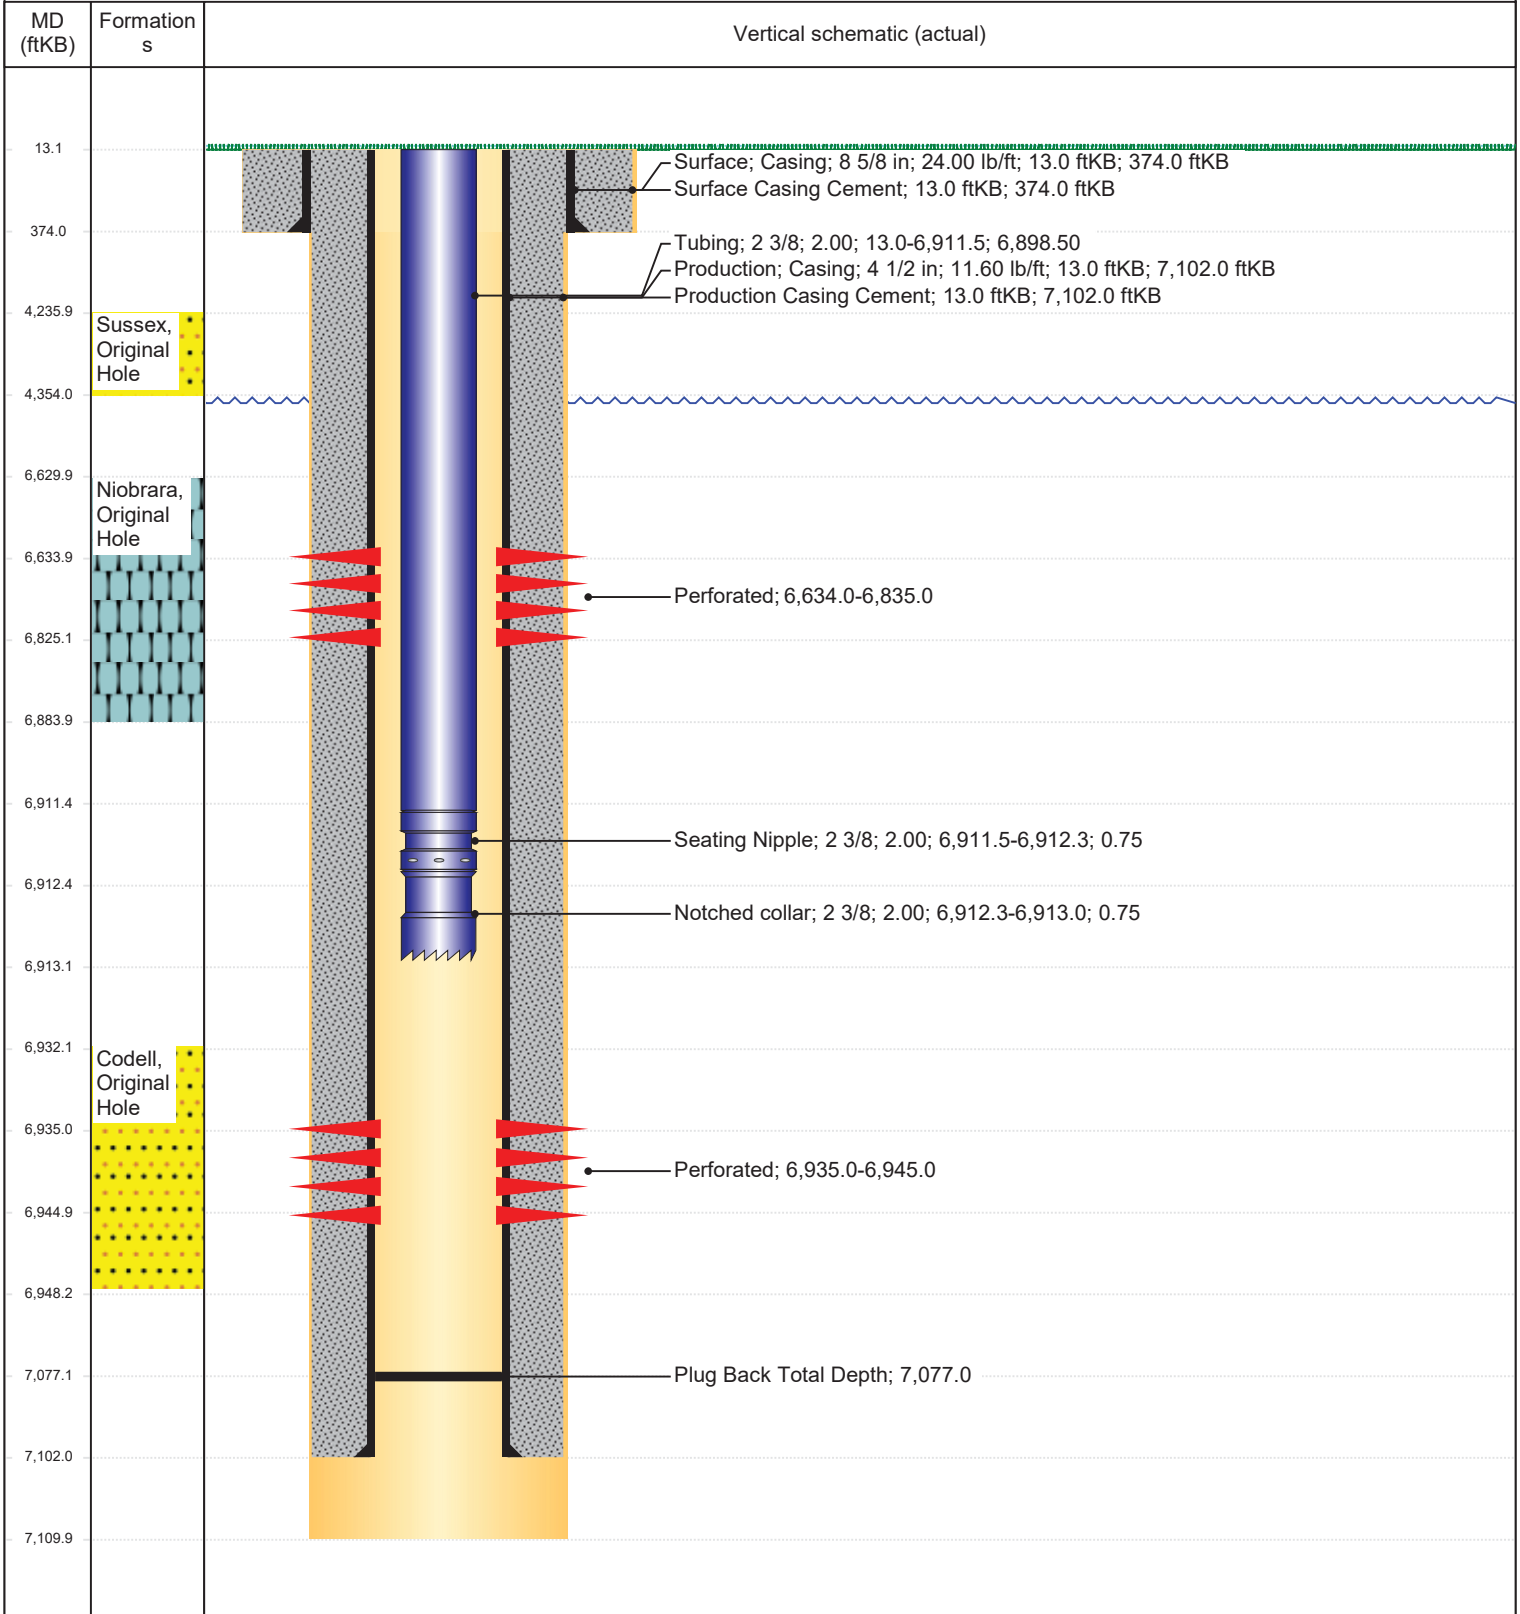 MD
(ftKB)
Formation
s
Vertical schematic (actual)
13.1
Surface; Casing; 8 5/8 in; 24.00 lb/ft; 13.0 ftKB; 374.0 ftKB
Surface Casing Cement; 13.0 ftKB; 374.0 ftKB
374.0
Tubing; 2 3/8; 2.00; 13.0-6,911.5; 6,898.50
Production; Casing; 4 1/2 in; 11.60 lb/ft; 13.0 ftKB; 7,102.0 ftKB
Production Casing Cement; 13.0 ftKB; 7,102.0 ftKB
4,235.9
Sussex,
Original
Hole
4,354.0
6,629.9
Niobrara,
Original
Hole
6,633.9
Perforated; 6,634.0-6,835.0
6,825.1
6,883.9
6,911.4
Seating Nipple; 2 3/8; 2.00; 6,911.5-6,912.3; 0.75
6,912.4
Notched collar; 2 3/8; 2.00; 6,912.3-6,913.0; 0.75
6,913.1
6,932.1
Codell,
Original
Hole
6,935.0
Perforated; 6,935.0-6,945.0
6,944.9
6,948.2
7,077.1
Plug Back Total Depth; 7,077.0
7,102.0
7,109.9